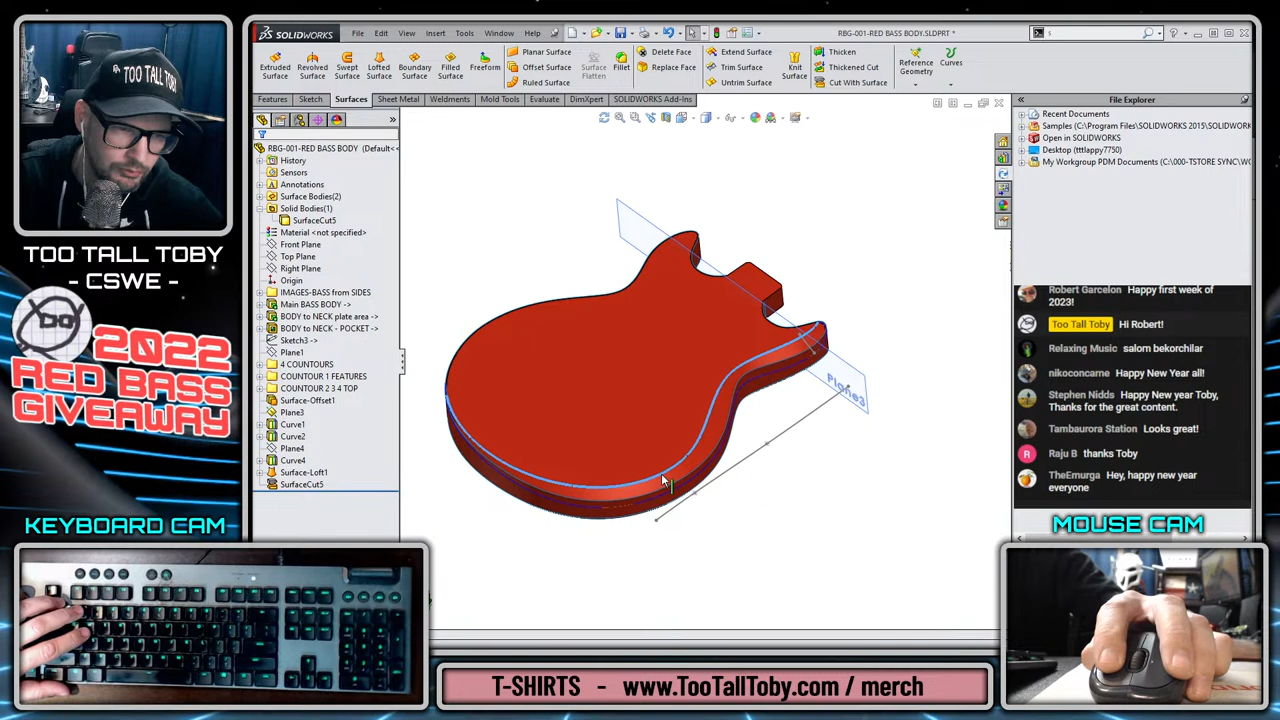 TOO TALL TOBY
TOO TALL TOBY
- CSWE -
2022
RED BASS
GIVEAWAY
KEYBOARD CAM
SOLIDWORKS
File
Edit
View
Insert
Tools
Window
Help
RBG-001-RED BASS BODY.SLDPRT *
s
Extruded Surface
Revolved Surface
Swept Surface
Lofted Surface
Boundary Surface
Filled Surface
Freeform
Planar Surface
Offset Surface
Ruled Surface
Surface Flatten
Fillet
Delete Face
Replace Face
Extend Surface
Trim Surface
Untrim Surface
Knit Surface
Thicken
Thickened Cut
Cut With Surface
Reference Geometry
Curves
Features
Sketch
Surfaces
Sheet Metal
Weldments
Mold Tools
Evaluate
DimXpert
SOLIDWORKS Add-Ins
RBG-001-RED BASS BODY (Default<<
History
Sensors
Annotations
Surface Bodies(2)
Solid Bodies(1)
SurfaceCut5
Material <not specified>
Front Plane
Top Plane
Right Plane
Origin
IMAGES-BASS from SIDES
Main BASS BODY ->
BODY to NECK plate area ->
BODY to NECK - POCKET ->
Sketch3 ->
Plane1
4 COUNTOURS
COUNTOUR 1 FEATURES
COUNTOUR 2 3 4 TOP
Surface-Offset1
Plane3
Curve1
Curve2
Plane4
Curve4
Surface-Loft1
SurfaceCut5
Plane3
File Explorer
Recent Documents
Samples (C:\Program Files\SOLIDWORKS 2015\SOLIDWORK
Open in SOLIDWORKS
Desktop (tttlappy7750)
My Workgroup PDM Documents (C:\000-TSTORE SYNC\WC
Robert Garcelon Happy first week of
2023!
Too Tall Toby Hi Robert!
Relaxing Music salom bekorchilar
nikoconcarne Happy New Year all!
Stephen Nidds Happy New year Toby,
Thanks for the great content.
Tambaurora Station Looks great!
R Raju B thanks Toby
TheEmurga Hey, happy new year
everyone
MOUSE CAM
T-SHIRTS - www.TooTallToby.com / merch